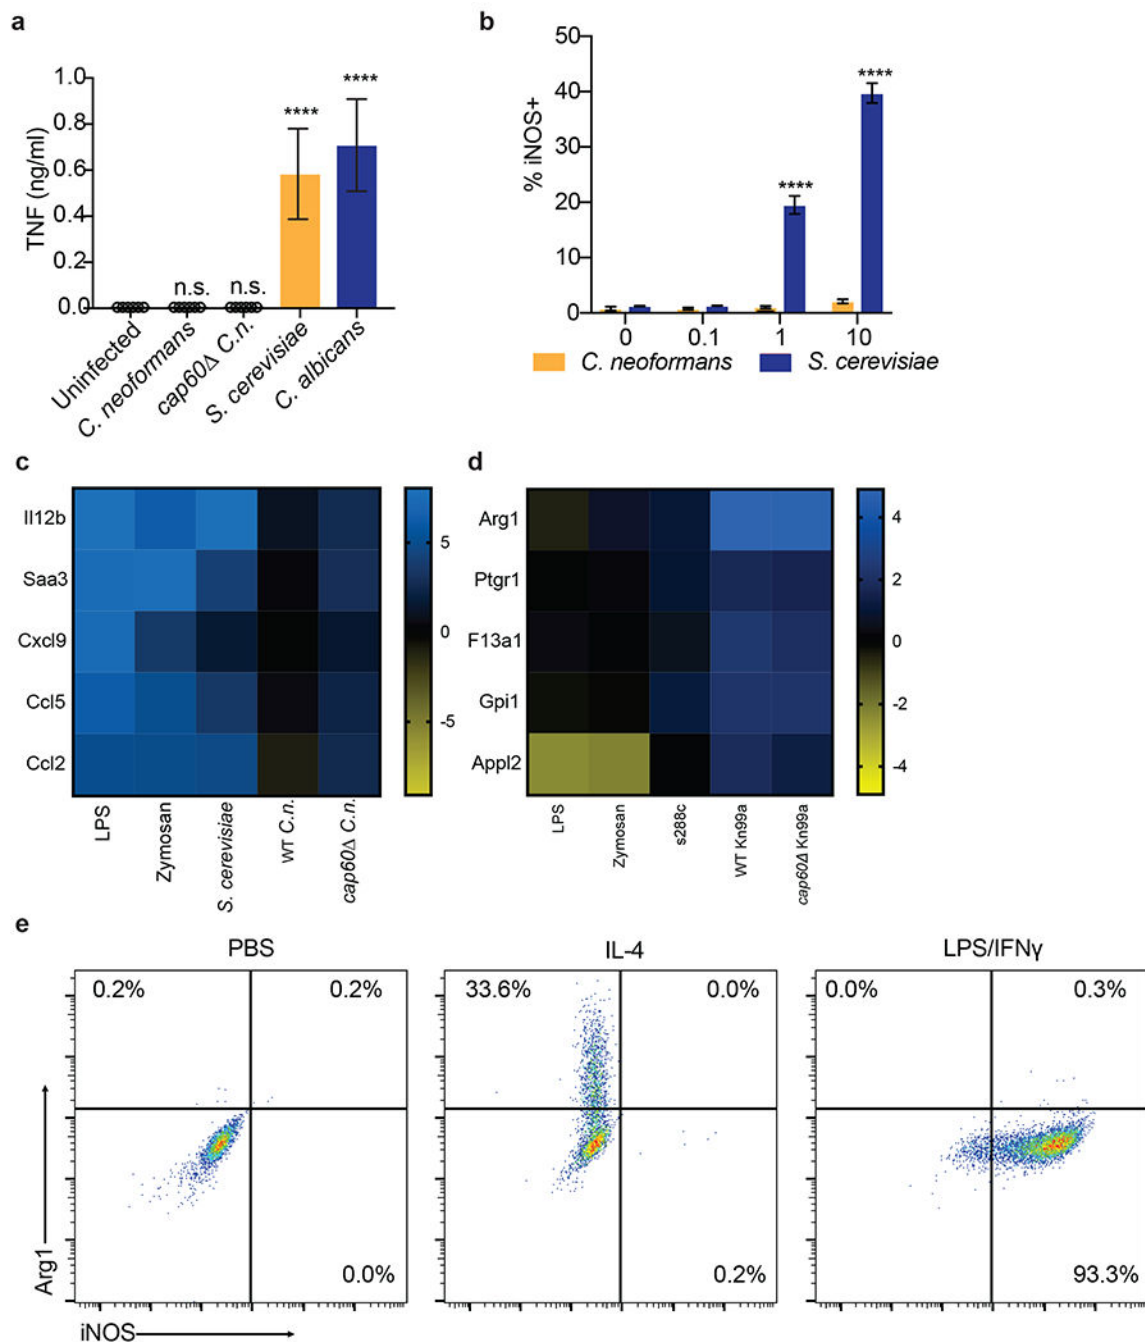 a
TNF (ng/ml)
1.0
0.8
0.6
0.4
0.2
0.0
n.s.
n.s.
****
****
Uninfected
C. neoformans
cap60Δ C.n.
S. cerevisiae
C. albicans
b
% iNOS+
50
40
30
20
10
0
****
****
0
0.1
1
10
C. neoformans
S. cerevisiae
c
Il12b
Saa3
Cxcl9
Ccl5
Ccl2
LPS
Zymosan
S. cerevisiae
WT C.n.
cap60Δ C.n.
5
0
-5
d
Arg1
Ptgr1
F13a1
Gpi1
Appl2
LPS
Zymosan
s288c
WT Kn99a
cap60Δ Kn99a
4
2
0
-2
-4
e
PBS
0.2%
0.2%
0.0%
IL-4
33.6%
0.0%
0.2%
LPS/IFNγ
0.0%
0.3%
93.3%
Arg1
iNOS